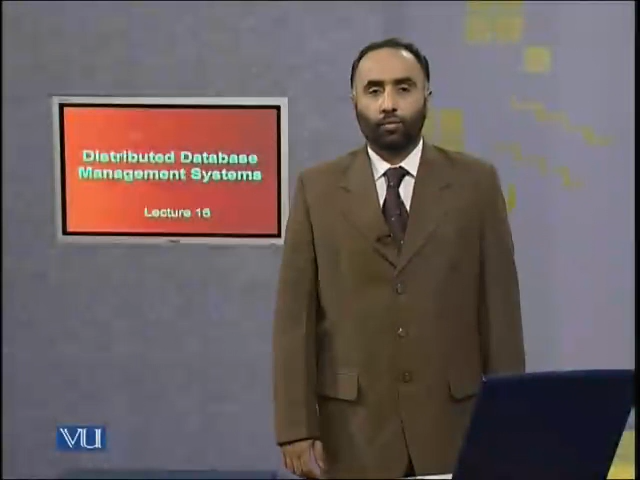 Distributed Database
Management Systems
Lecture 16
VU